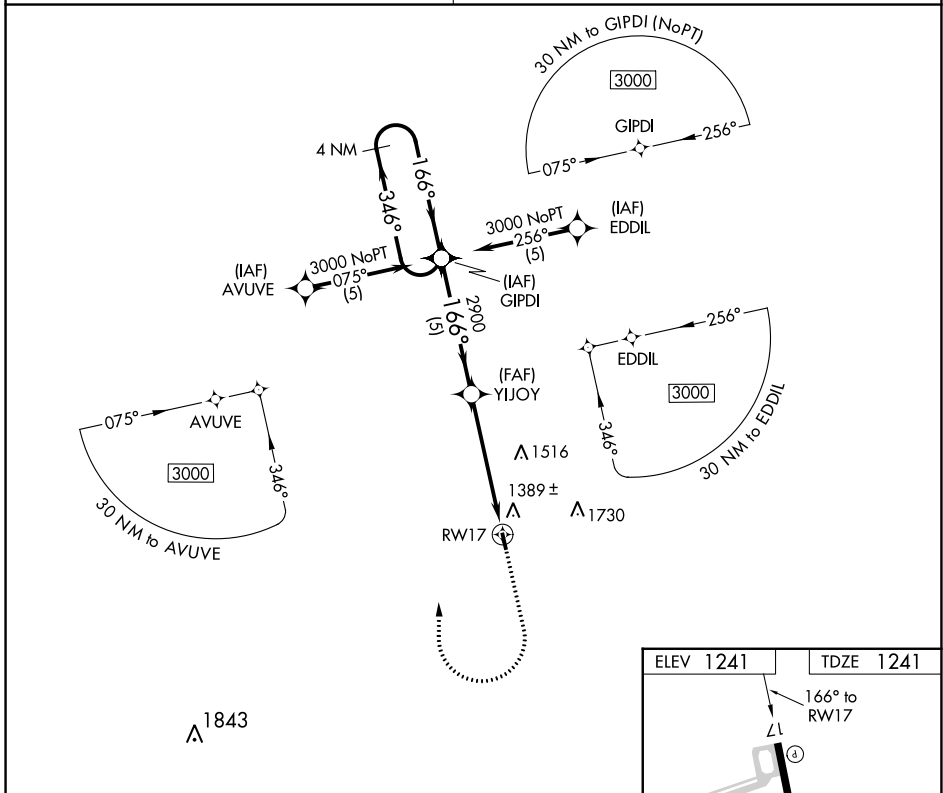 30 NM to GIPDI (NoPT)
3000
GIPDI
075°
256°
4 NM
166°
346°
(IAF)
EDDIL
3000 NoPT
256°
(5)
(IAF)
AVUVE
3000 NoPT
075°
(5)
(IAF)
GIPDI
2900
166°
(5)
(FAF)
YIJOY
256°
EDDIL
3000
346°
30 NM to EDDIL
075°
AVUVE
3000
346°
30 NM to AVUVE
1516
1389 ±
1730
RW17
1843
ELEV 1241
TDZE 1241
166° to
RW17
17
P